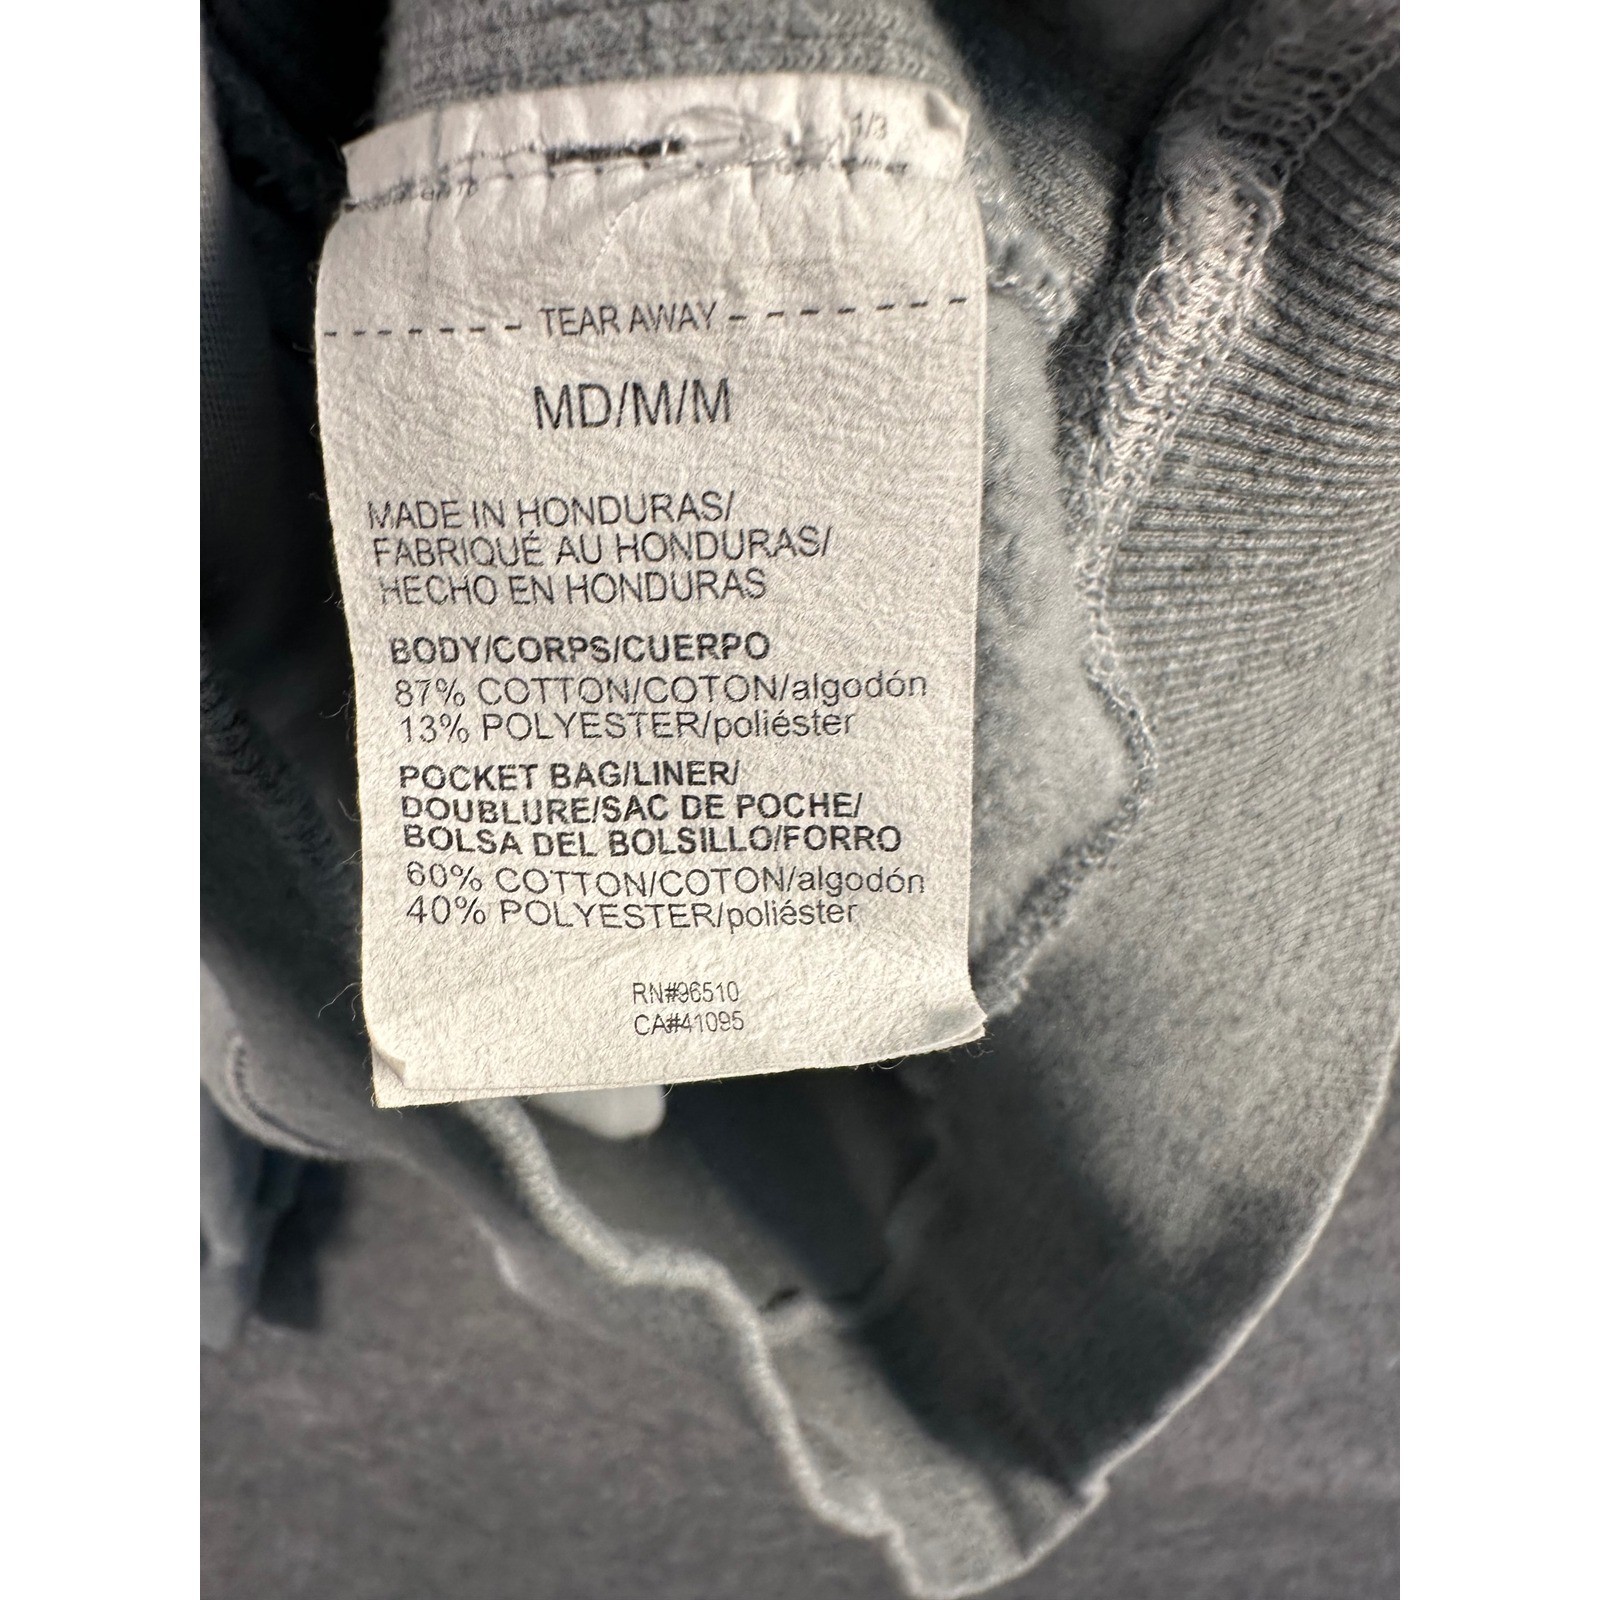 1/3
- - - - - - - TEAR AWAY - - - - - - - -
MD/M/M
MADE IN HONDURAS/
FABRIQUÉ AU HONDURAS/
HECHO EN HONDURAS
BODY/CORPS/CUERPO
87% COTTON/COTON/algodón
13% POLYESTER/poliéster
POCKET BAG/LINER/
DOUBLURE/SAC DE POCHE/
BOLSA DEL BOLSILLO/FORRO
60% COTTON/COTON/algodón
40% POLYESTER/poliéster
RN#96510
CA#41095